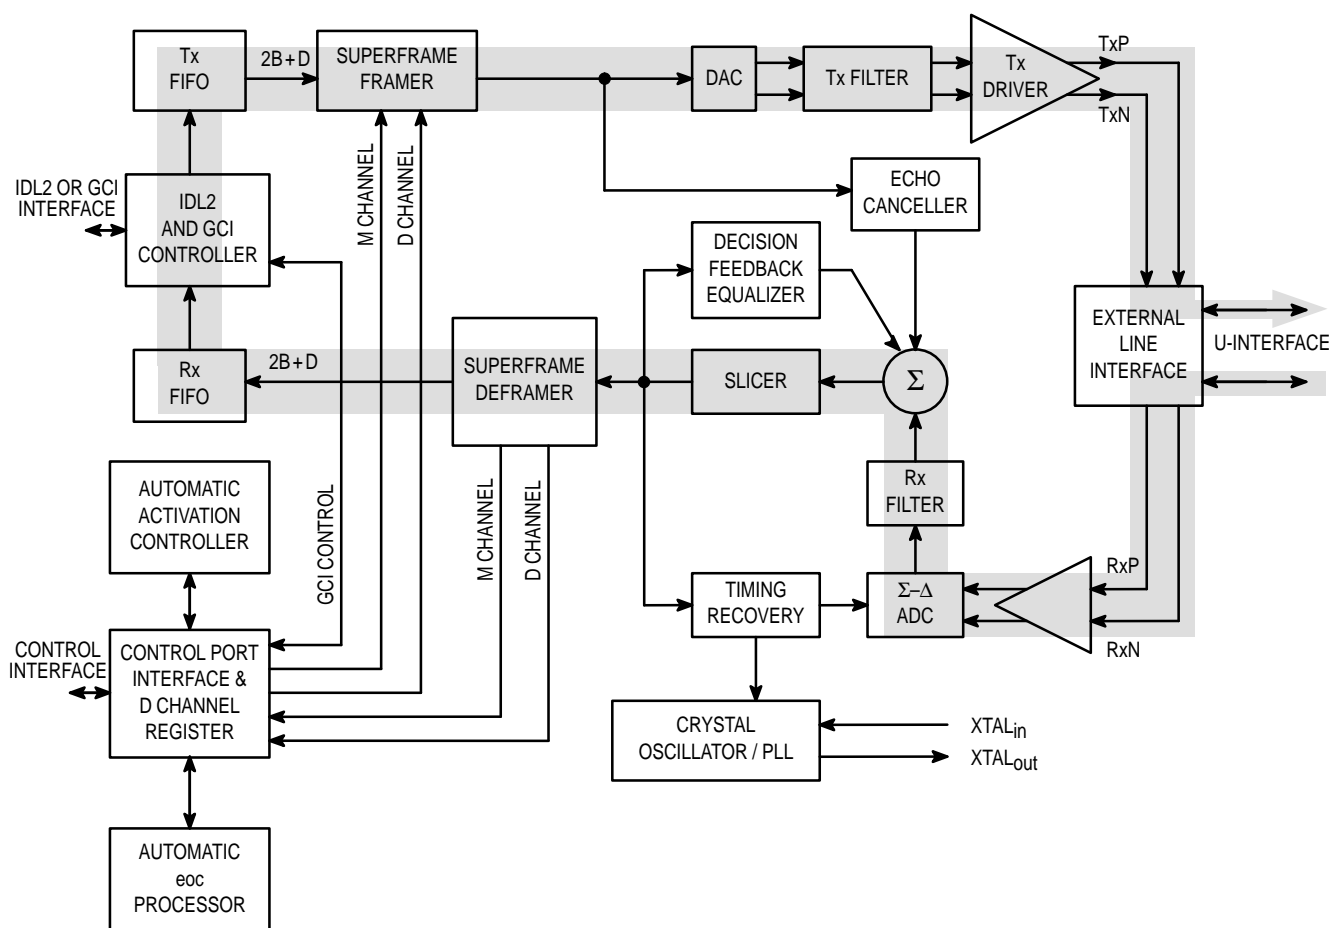 Tx
FIFO
2B+D
SUPERFRAME
FRAMER
DAC
Tx FILTER
Tx
DRIVER
TxP
TxN
IDL2 OR GCI
INTERFACE
IDL2
AND GCI
CONTROLLER
M CHANNEL
D CHANNEL
ECHO
CANCELLER
DECISION
FEEDBACK
EQUALIZER
EXTERNAL
LINE
INTERFACE
U-INTERFACE
Rx
FIFO
2B+D
SUPERFRAME
DEFRAMER
SLICER
Σ
Rx
FILTER
AUTOMATIC
ACTIVATION
CONTROLLER
GCI CONTROL
M CHANNEL
D CHANNEL
TIMING
RECOVERY
Σ–Δ
ADC
RxP
RxN
CONTROL
INTERFACE
CONTROL PORT
INTERFACE &
D CHANNEL
REGISTER
CRYSTAL
OSCILLATOR / PLL
XTALin
XTALout
AUTOMATIC
eoc
PROCESSOR